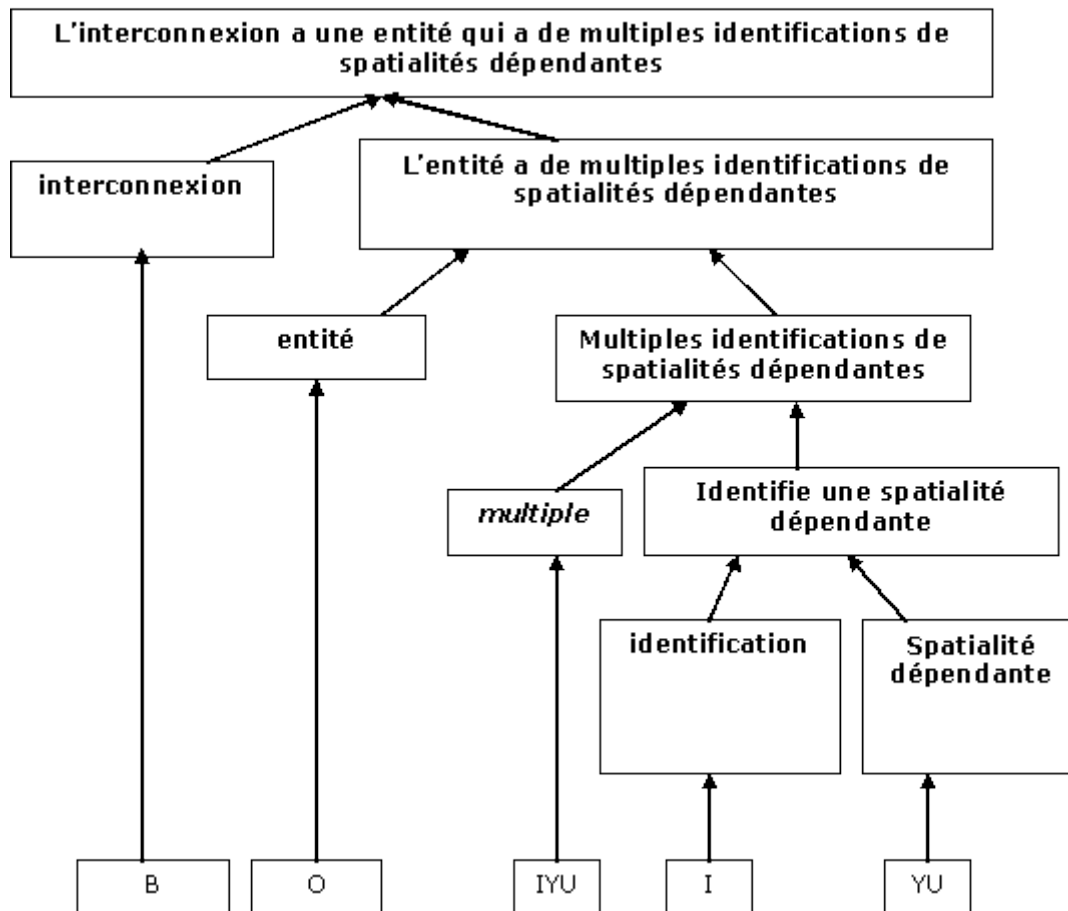 L'interconnexion a une entité qui a de multiples identifications de
spatialités dépendantes
interconnexion
L'entité a de multiples identifications de
spatialités dépendantes
entité
Multiples identifications de
spatialités dépendantes
multiple
Identifie une spatialité
dépendante
identification
Spatialité
dépendante
B
O
IYU
I
YU